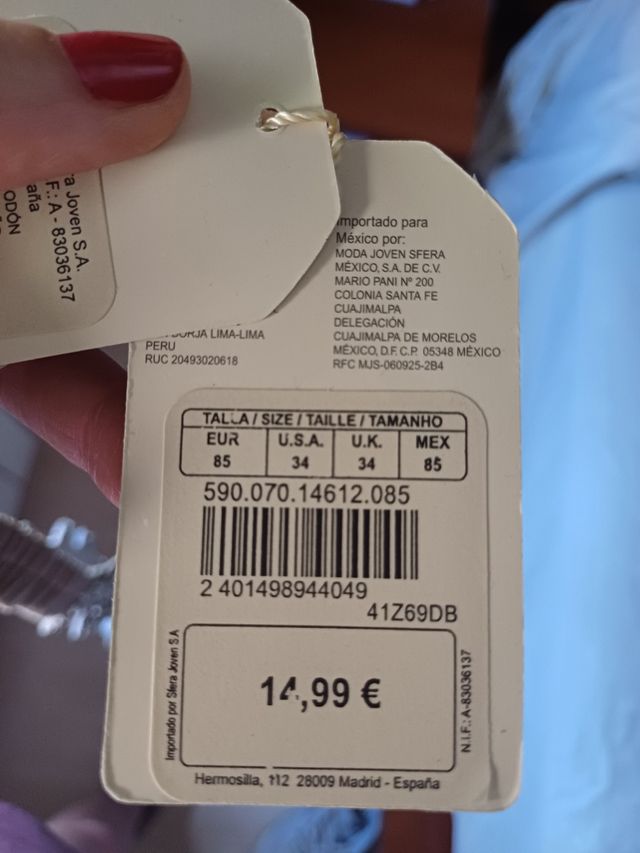 a Joven S.A.
F.: A - 83036137
aña
ODÓN
LIMA-LIMA
PERU
RUC 20493020618
Importado para
México por:
MODA JOVEN SFERA
MÉXICO, S.A. DE C.V.
MARIO PANI Nº 200
COLONIA SANTA FE
CUAJIMALPA
DELEGACIÓN
CUAJIMALPA DE MORELOS
MÉXICO, D.F. C.P. 05348 MÉXICO
RFC MJS-060925-2B4
TALLA / SIZE / TAILLE / TAMANHO
EUR U.S.A. U.K. MEX
85 34 34 85
590.070.14612.085
2 401498944049
41Z69DB
Importado por Sfera Joven S.A
14,99 €
N.I.F.: A-83036137
Hermosilla, 112 28009 Madrid - España